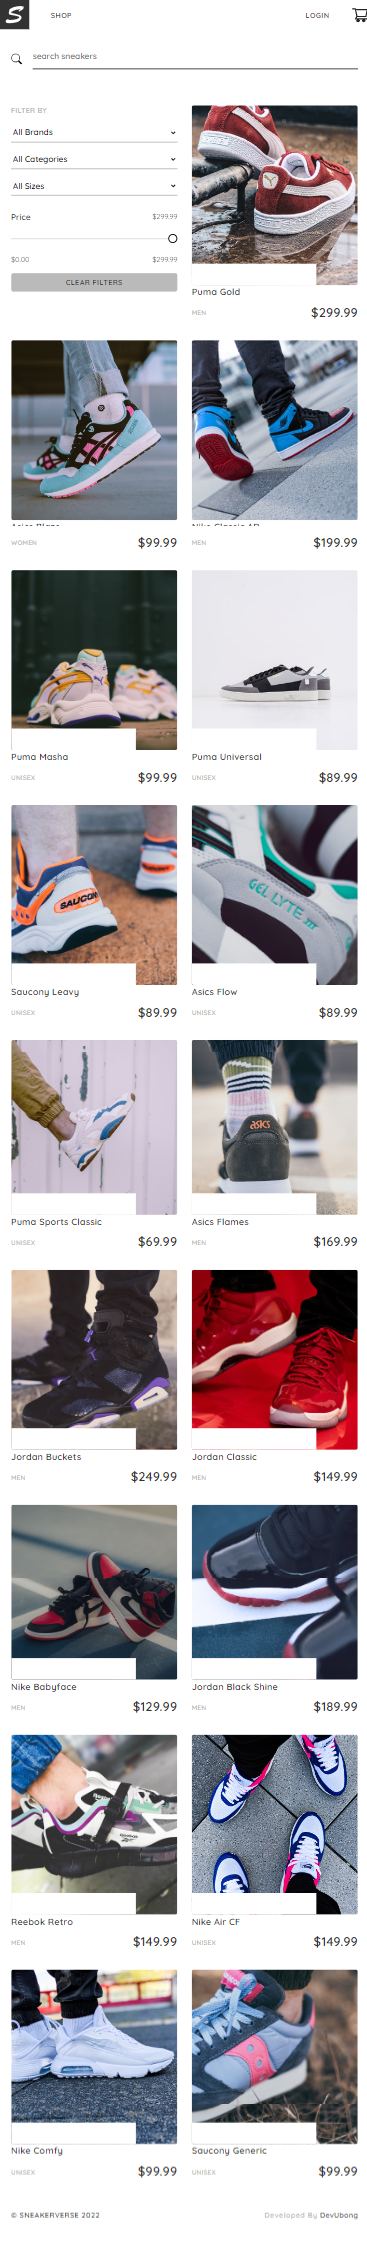 S
SHOP
LOGIN
search sneakers
FILTER BY
All Brands
All Categories
All Sizes
Price
$299.99
$0.00
$299.99
CLEAR FILTERS
Puma Gold
MEN
$299.99
WOMEN
$99.99
MEN
$199.99
Puma Masha
UNISEX
$99.99
Puma Universal
UNISEX
$89.99
SAUCON
Saucony Leavy
UNISEX
$89.99
GEL LYTE III
Asics Flow
UNISEX
$89.99
Puma Sports Classic
UNISEX
$69.99
asics
Asics Flames
MEN
$169.99
Jordan Buckets
MEN
$249.99
Jordan Classic
MEN
$149.99
Nike Babyface
MEN
$129.99
Jordan Black Shine
MEN
$189.99
Reebok Retro
MEN
$149.99
Nike Air CF
UNISEX
$149.99
Nike Comfy
UNISEX
$99.99
Saucony Generic
UNISEX
$99.99
© SNEAKERVERSE 2022
Developed By DevUbong